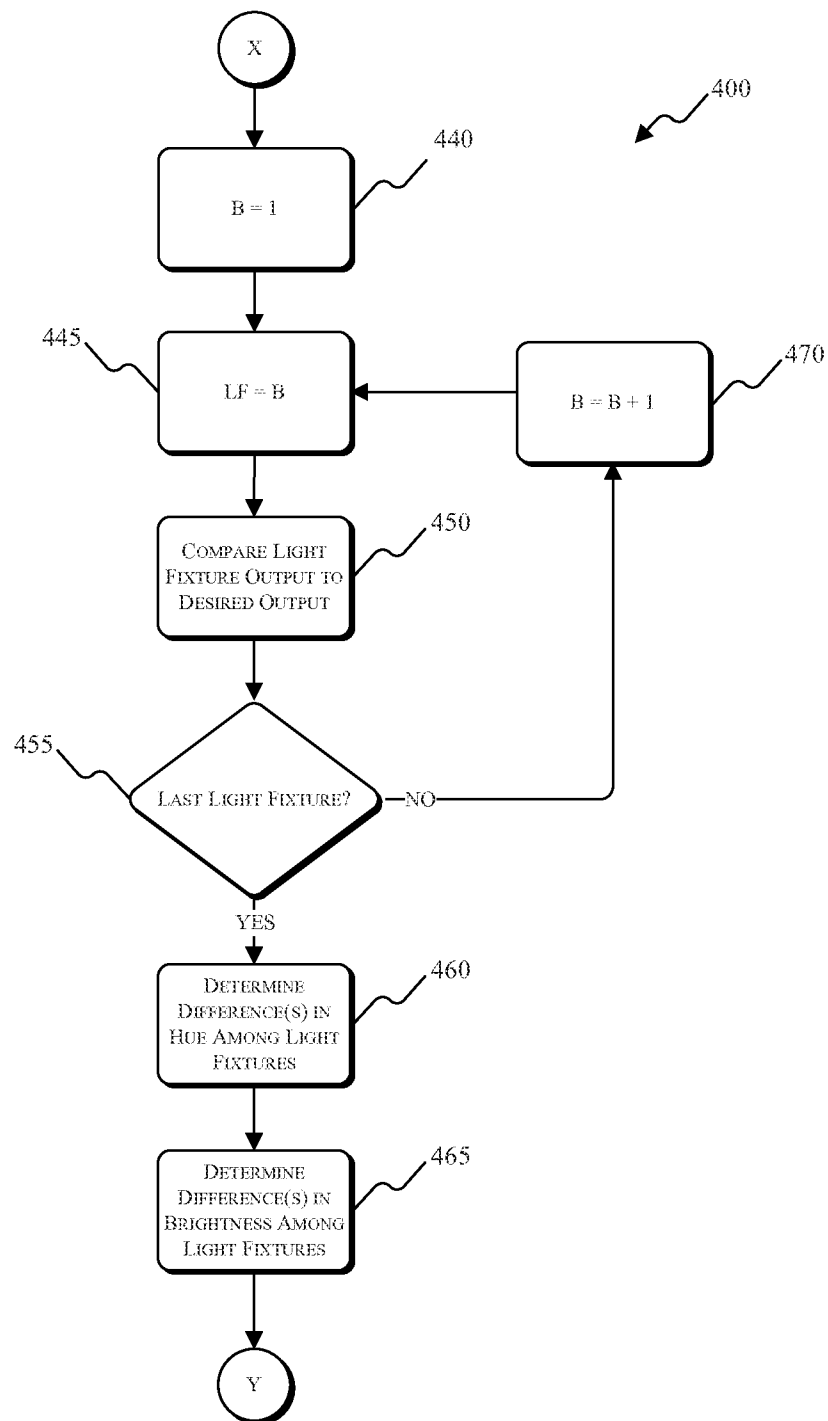 X
400
440
B = 1
445
LF = B
470
B = B + 1
450
COMPARE LIGHT
FIXTURE OUTPUT TO
DESIRED OUTPUT
455
LAST LIGHT FIXTURE?
NO
YES
460
DETERMINE
DIFFERENCE(S) IN
HUE AMONG LIGHT
FIXTURES
465
DETERMINE
DIFFERENCE(S) IN
BRIGHTNESS AMONG
LIGHT FIXTURES
Y